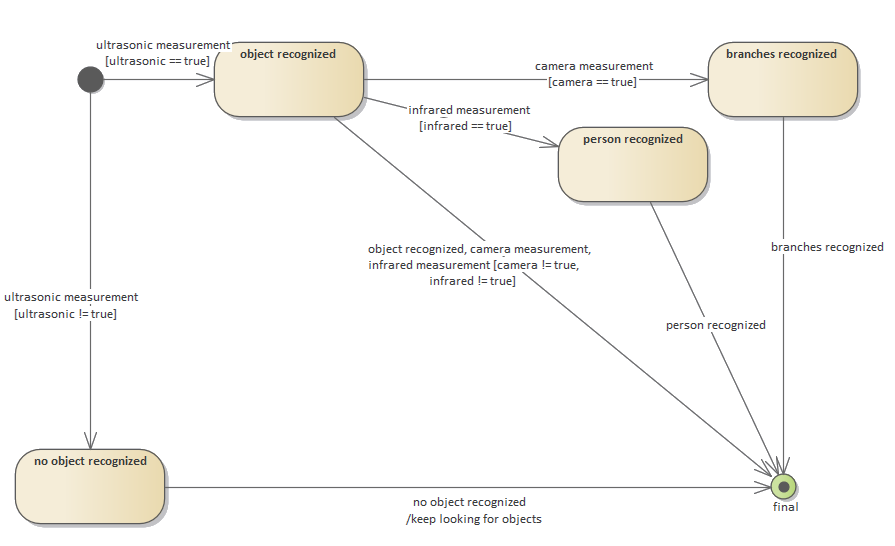 ultrasonic measurement
[ultrasonic == true]
object recognized
camera measurement
[camera == true]
branches recognized
infrared measurement
[infrared == true]
person recognized
object recognized, camera measurement,
infrared measurement [camera != true,
infrared != true]
branches recognized
ultrasonic measurement
[ultrasonic != true]
person recognized
no object recognized
no object recognized
/keep looking for objects
final